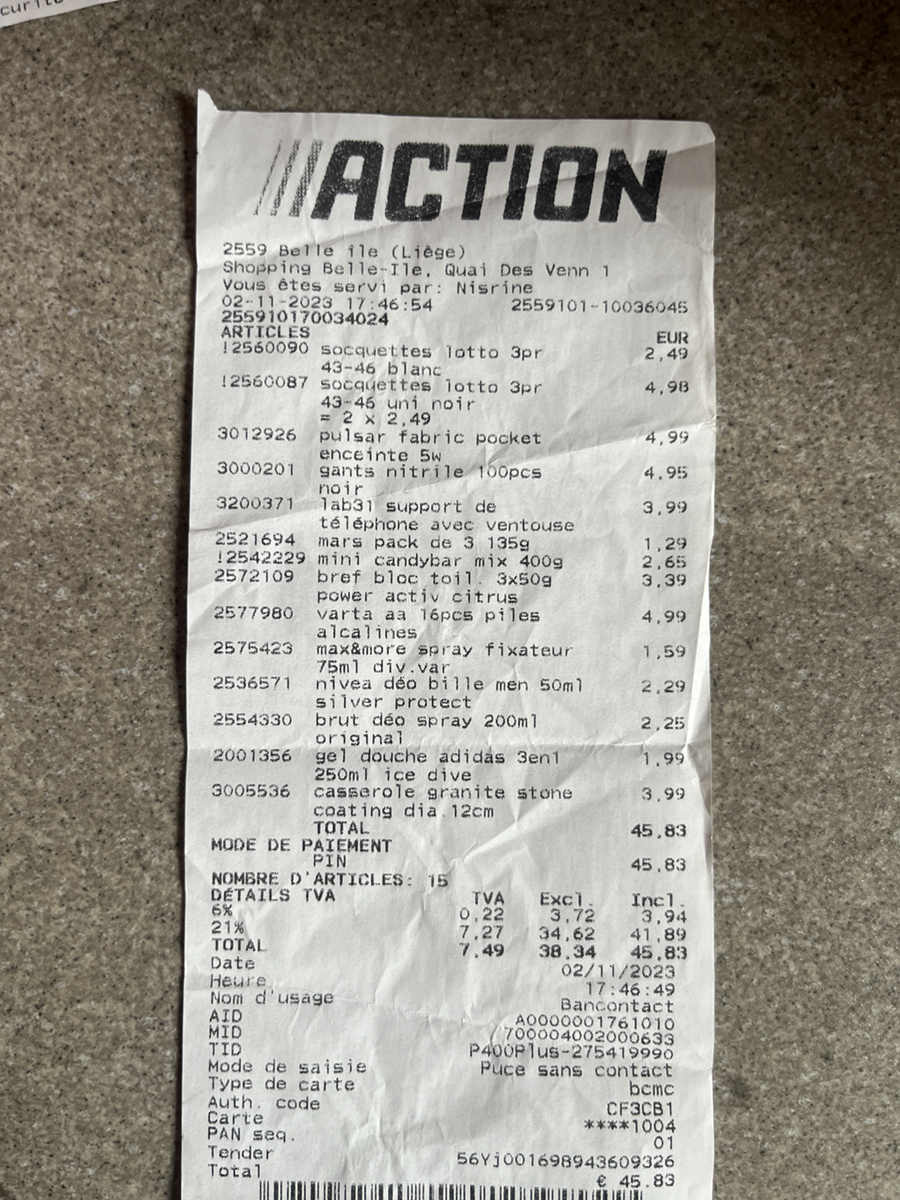 curite
///ACTION
2559 Belle île (Liège)
Shopping Belle-Ile, Quai Des Venn 1
Vous êtes servi par: Nisrine
02-11-2023 17:46:54 2559101-10036045
255910170034024
ARTICLES EUR
!2560090 socquettes lotto 3pr 2,49
43-46 blanc
!2560087 socquettes lotto 3pr 4,98
43-46 uni noir
= 2 x 2,49
3012926 pulsar fabric pocket 4,99
enceinte 5w
3000201 gants nitrile 100pcs 4,95
noir
3200371 lab31 support de 3,99
téléphone avec ventouse
2521694 mars pack de 3 135g 1,29
!2542229 mini candybar mix 400g 2,65
2572109 bref bloc toil. 3x50g 3,39
power activ citrus
2577980 varta aa 16pcs piles 4,99
alcalines
2575423 max&more spray fixateur 1,59
75ml div.var
2536571 nivea déo bille men 50ml 2,29
silver protect
2554330 brut déo spray 200ml 2,25
original
2001356 gel douche adidas 3en1 1,99
250ml ice dive
3005536 casserole granite stone 3,99
coating dia.12cm
TOTAL 45,83
MODE DE PAIEMENT
PIN 45,83
NOMBRE D'ARTICLES: 15
DÉTAILS TVA TVA Excl. Incl.
6% 0,22 3,72 3,94
21% 7,27 34,62 41,89
TOTAL 7.49 38.34 45,83
Date 02/11/2023
Heure 17:46:49
Nom d'usage Bancontact
AID A0000001761010
MID 700004002000633
TID P400Plus-275419990
Mode de saisie Puce sans contact
Type de carte bcmc
Auth. code CF3CB1
Carte ****1004
PAN seq. 01
Tender 56Yj001698943609326
Total € 45.83